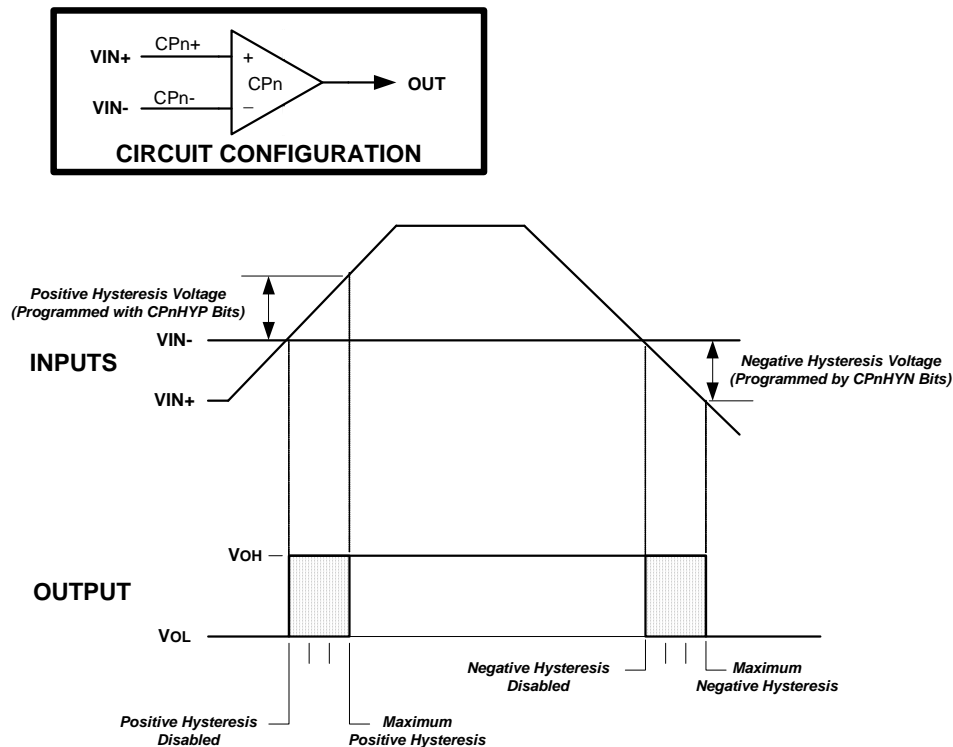 VIN+
CPn+
+
CPn
OUT
VIN-
CPn-
_
CIRCUIT CONFIGURATION
Positive Hysteresis Voltage
(Programmed with CPnHYP Bits)
VIN-
INPUTS
Negative Hysteresis Voltage
(Programmed by CPnHYN Bits)
VIN+
VOH
OUTPUT
VOL
Negative Hysteresis
Disabled
Maximum
Negative Hysteresis
Positive Hysteresis
Disabled
Maximum
Positive Hysteresis